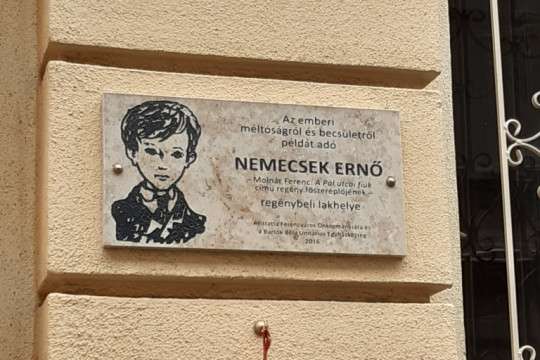 Az emberi
méltóságról és becsületről
példát adó
NEMECSEK ERNŐ
– Molnár Ferenc: A Pál utcai fiúk
című regény főszereplőjének –
regénybeli lakhelye
Állíttatta Ferencváros Önkormányzata és
a Bartók Béla Unitárius Egyházközség
2016